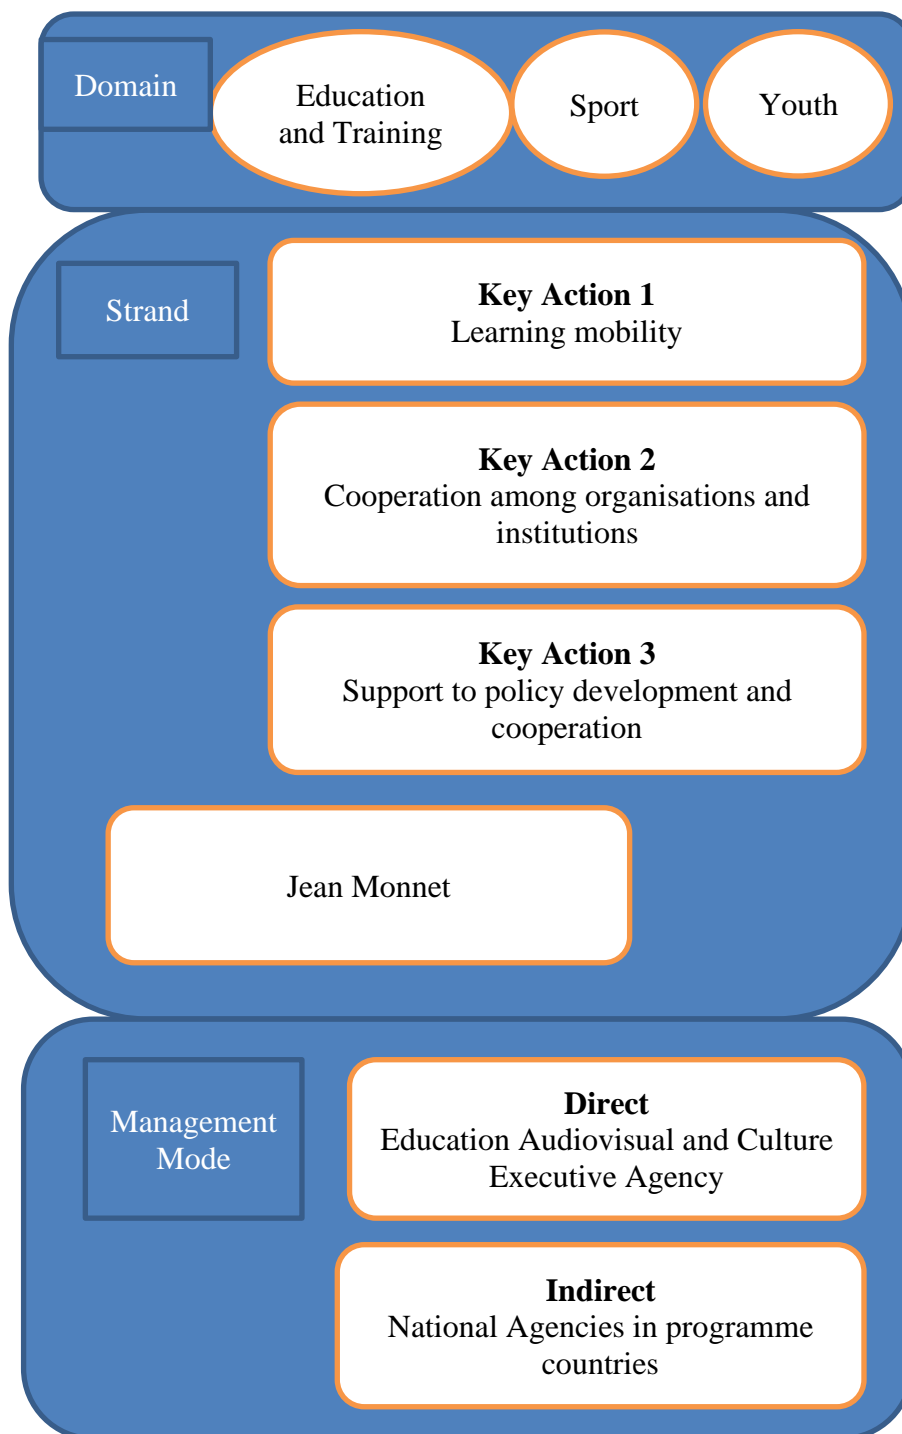 Domain
Education
and Training
Sport
Youth
Strand
Key Action 1
Learning mobility
Key Action 2
Cooperation among organisations and
institutions
Key Action 3
Support to policy development and
cooperation
Jean Monnet
Management
Mode
Direct
Education Audiovisual and Culture
Executive Agency
Indirect
National Agencies in programme
countries